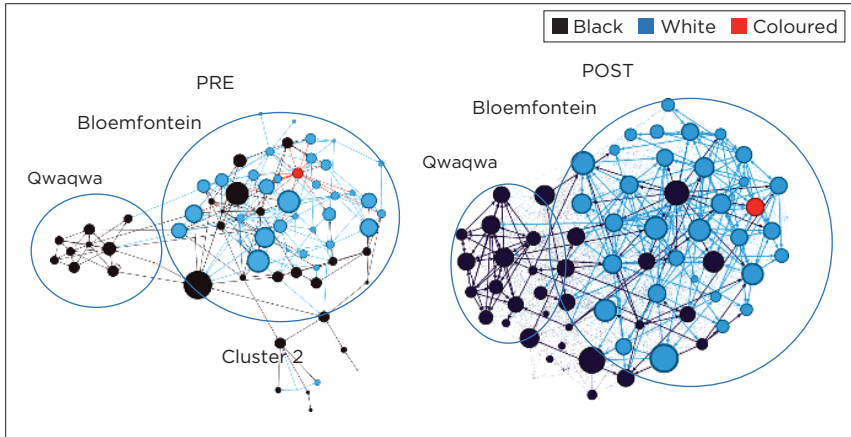 Black White Coloured
PRE
Bloemfontein
Qwaqwa
Cluster 2
POST
Bloemfontein
Qwaqwa